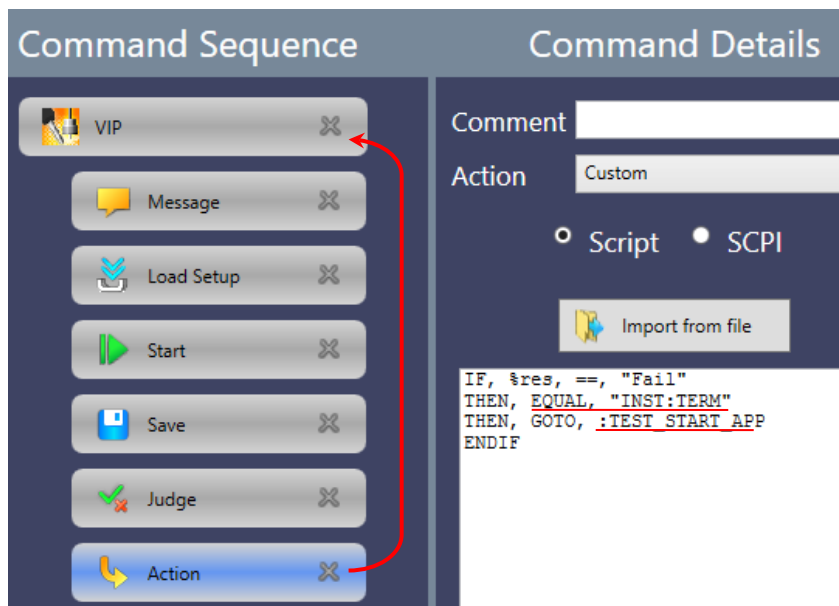 Command Sequence
VIP
Message
Load Setup
Start
Save
Judge
Action
Command Details
Comment
Action Custom
Script SCPI
Import from file
IF, %res, ==, "Fail"
THEN, EQUAL, "INST:TERM"
THEN, GOTO, :TEST_START_APP
ENDIF